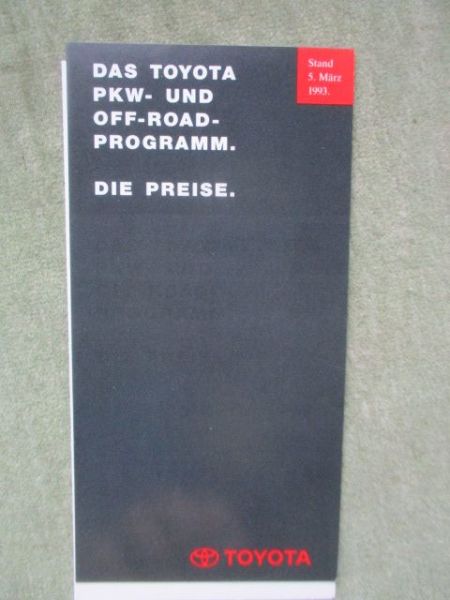 DAS TOYOTA
PKW- UND
OFF-ROAD-
PROGRAMM.
DIE PREISE.
Stand
5. März
1993.
TOYOTA